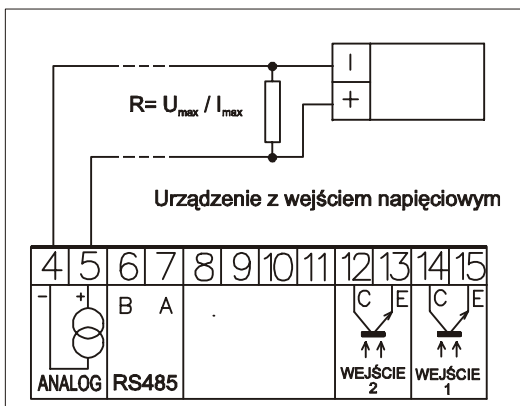 I
+
R= Umax / Imax
Urządzenie z wejściem napięciowym
4 5 6 7 8 9 10 11 12 13 14 15
- + B A C E C E
ANALOG RS485 WEJŚCIE 2 WEJŚCIE 1